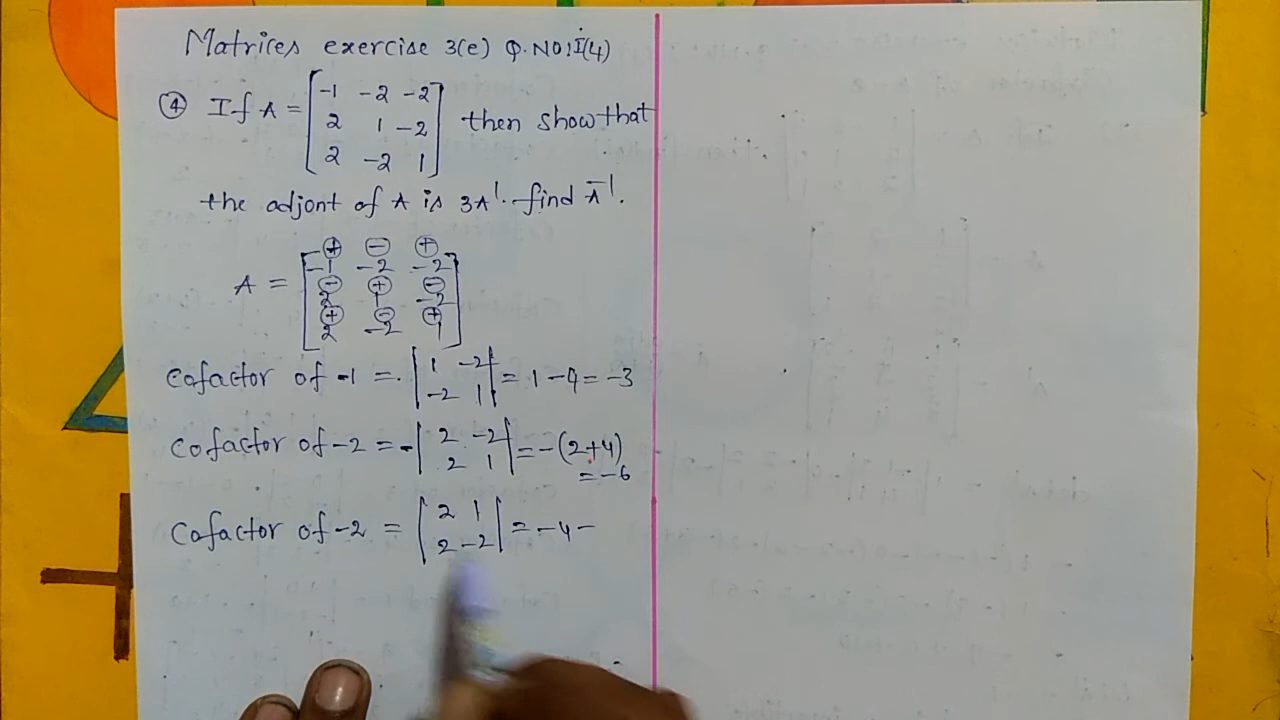 Matrices exercise 3(e) Q.NO:I(4)
④ If A = [ -1 -2 -2
2 1 -2
2 -2 1 ] then show that
the adjont of A is 3A'. find A⁻¹.
⊕ ⊖ ⊕
A = [ -1 -2 -2
⊖ ⊕ ⊖
2 1 -2
⊕ ⊖ ⊕
2 -2 1 ]
Cofactor of -1 = | 1 -2
-2 1 | = 1 - 4 = -3
Cofactor of -2 = - | 2 -2
2 1 | = -(2+4)
= -6
Cofactor of -2 = | 2 1
2 -2 | = -4 -